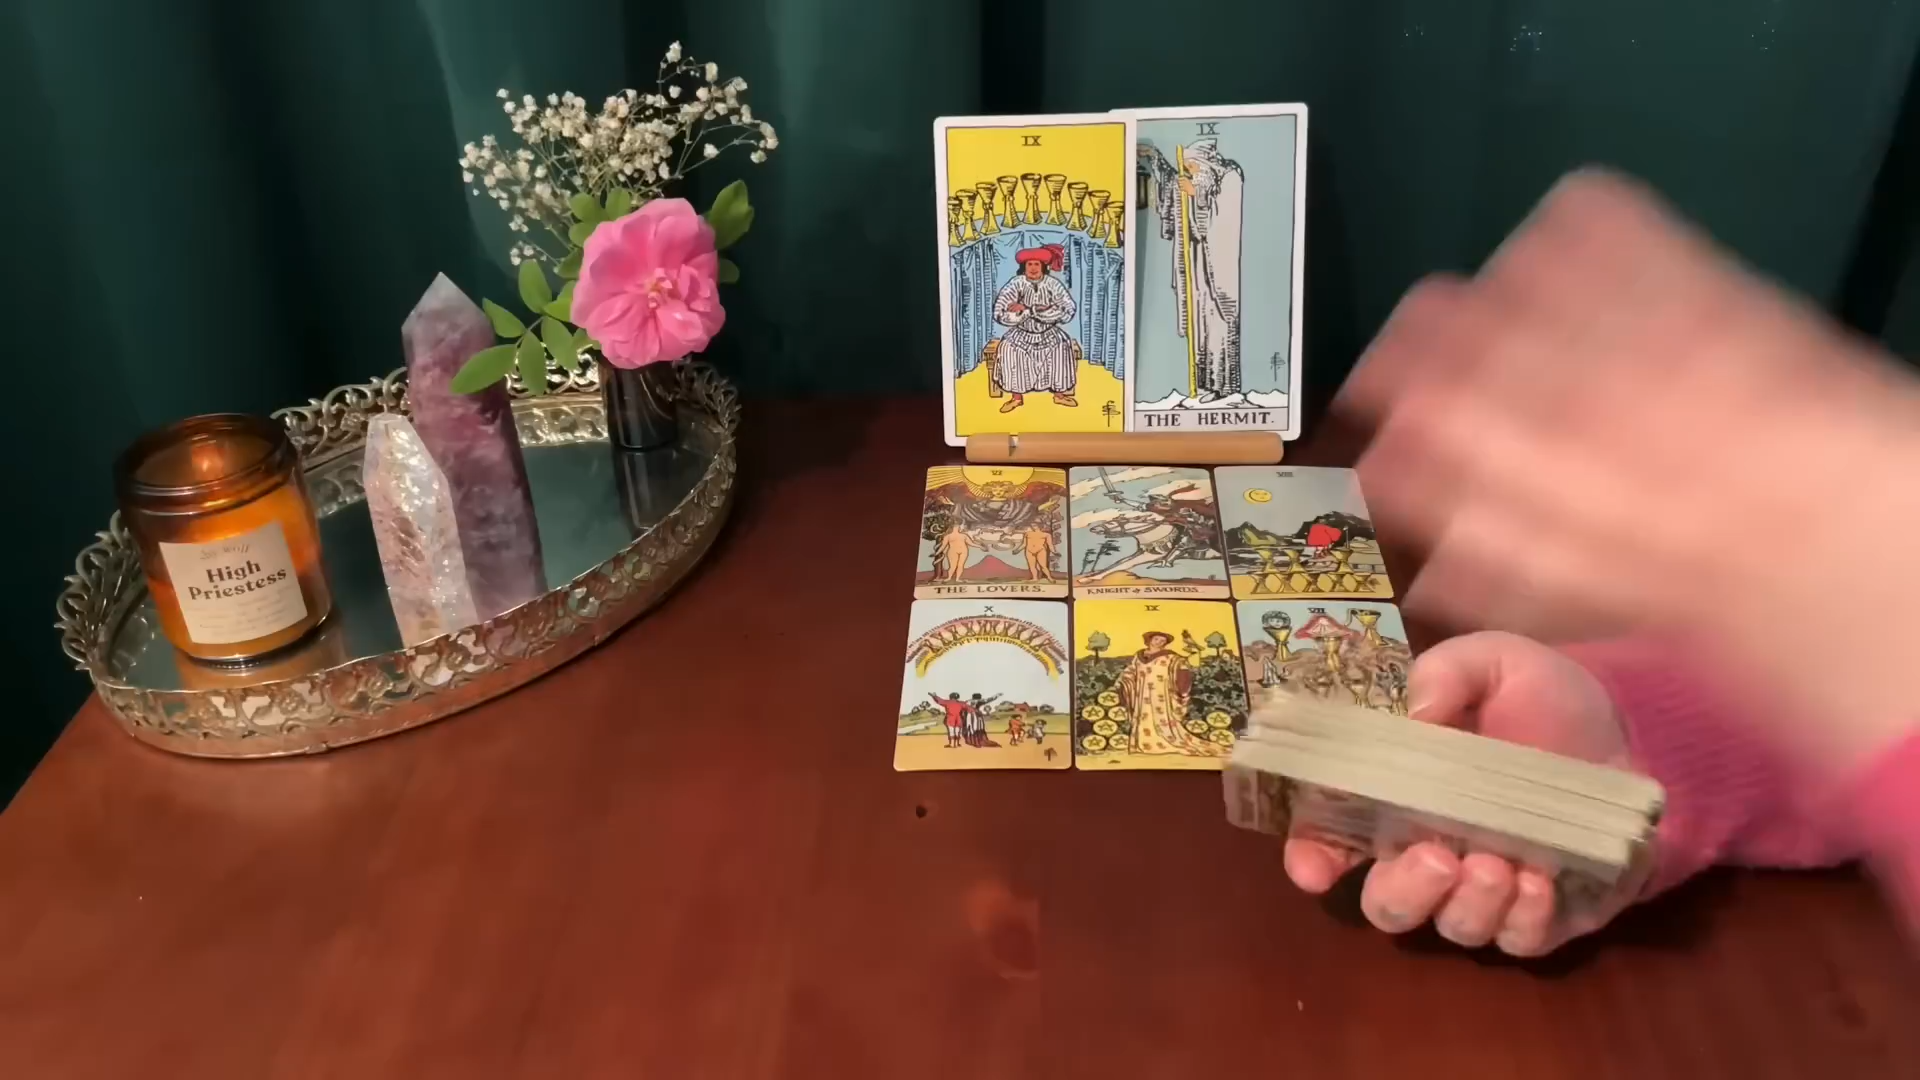 High
Priestess
IX
IX
THE HERMIT.
VI
THE LOVERS.
KNIGHT of SWORDS.
VIII
X
IX
VII